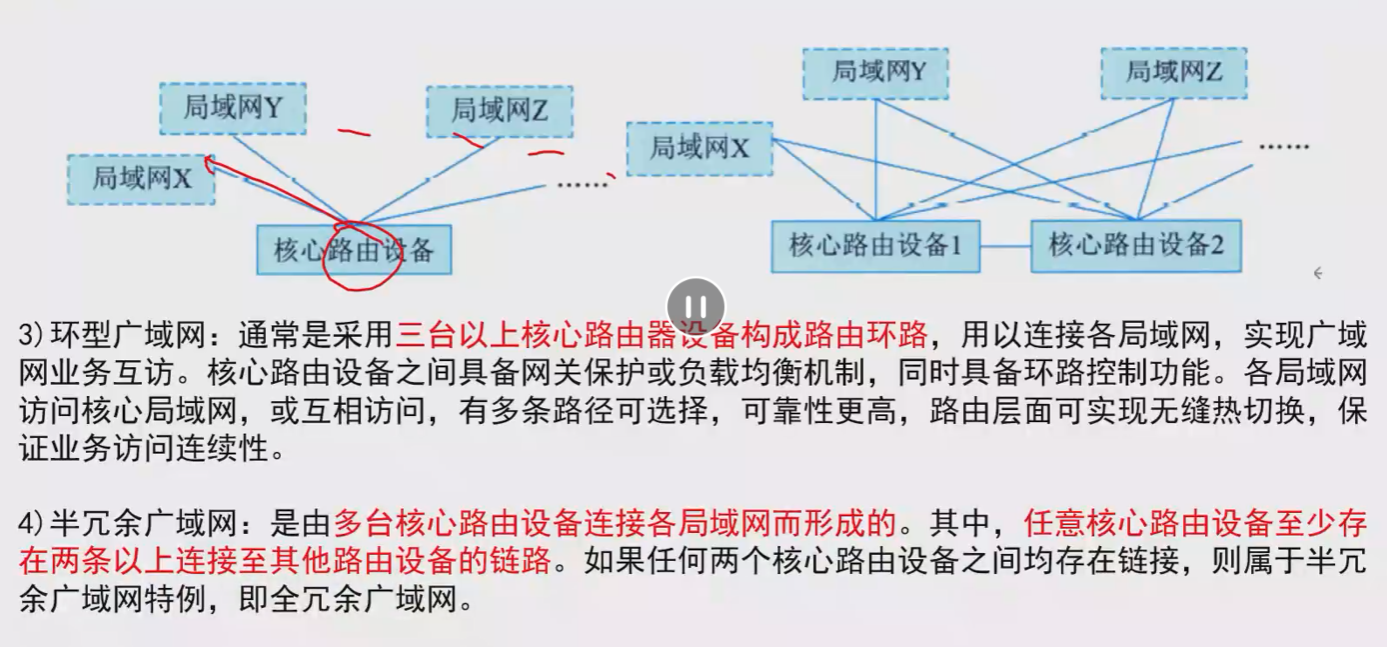 局域网Y
局域网Z
局域网X
……
核心路由设备
局域网Y
局域网Z
局域网X
……
核心路由设备1
核心路由设备2
3)环型广域网：通常是采用三台以上核心路由器设备构成路由环路，用以连接各局域网，实现广域
网业务互访。核心路由设备之间具备网关保护或负载均衡机制，同时具备环路控制功能。各局域网
访问核心局域网，或互相访问，有多条路径可选择，可靠性更高，路由层面可实现无缝热切换，保
证业务访问连续性。
4)半冗余广域网：是由多台核心路由设备连接各局域网而形成的。其中，任意核心路由设备至少存
在两条以上连接至其他路由设备的链路。如果任何两个核心路由设备之间均存在链接，则属于半冗
余广域网特例，即全冗余广域网。